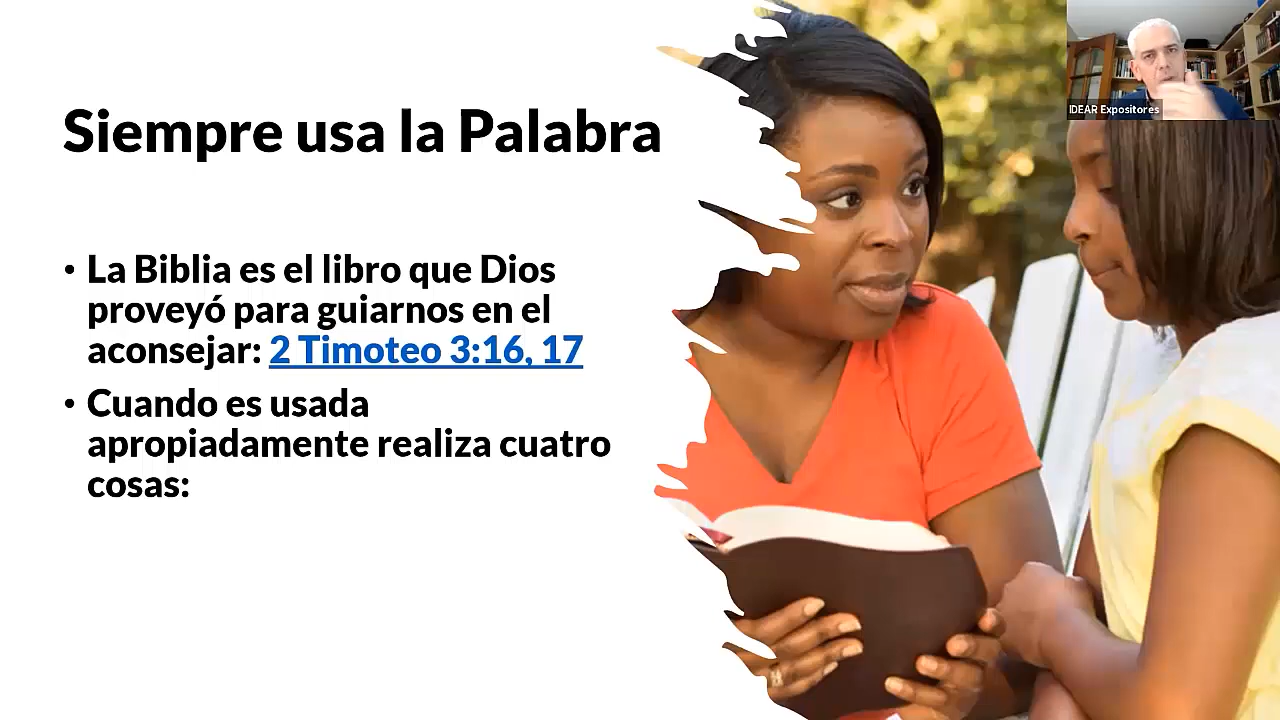 IDEAR Expositores
Siempre usa la Palabra
• La Biblia es el libro que Dios
proveyó para guiarnos en el
aconsejar: 2 Timoteo 3:16, 17
• Cuando es usada
apropiadamente realiza cuatro
cosas: